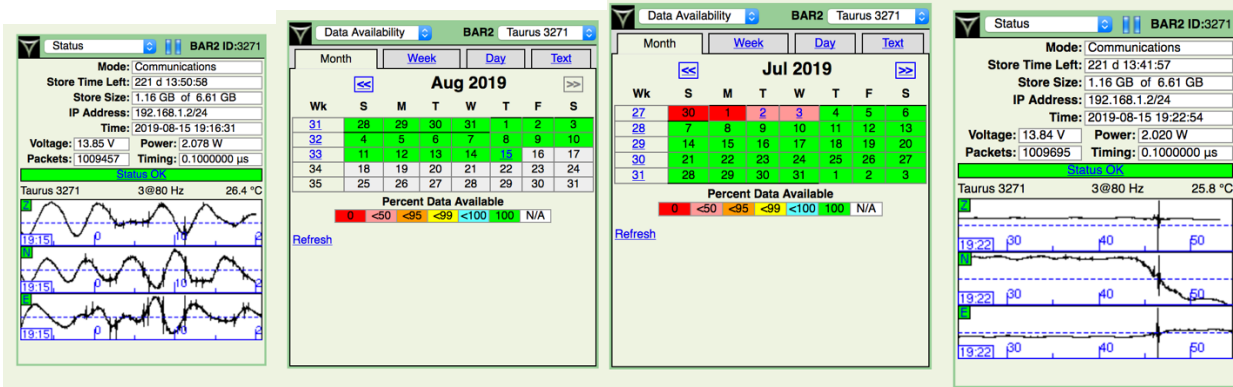 Status BAR2 ID:3271
Mode: Communications
Store Time Left: 221 d 13:50:58
Store Size: 1.16 GB of 6.61 GB
IP Address: 192.168.1.2/24
Time: 2019-08-15 19:16:31
Voltage: 13.85 V Power: 2.078 W
Packets: 1009457 Timing: 0.1000000 µs
Status OK
Taurus 3271 3@80 Hz 26.4 °C
Z
19:15 0 10 2
N
19:15 0 10 2
E
19:15 0 10 2
Data Availability BAR2 Taurus 3271
Month Week Day Text
<< Aug 2019 >>
Wk S M T W T F S
31 28 29 30 31 1 2 3
32 4 5 6 7 8 9 10
33 11 12 13 14 15 16 17
34 18 19 20 21 22 23 24
35 25 26 27 28 29 30 31
Percent Data Available
0 <50 <95 <99 <100 100 N/A
Refresh
Data Availability BAR2 Taurus 3271
Month Week Day Text
<< Jul 2019 >>
Wk S M T W T F S
27 30 1 2 3 4 5 6
28 7 8 9 10 11 12 13
29 14 15 16 17 18 19 20
30 21 22 23 24 25 26 27
31 28 29 30 31 1 2 3
Percent Data Available
0 <50 <95 <99 <100 100 N/A
Refresh
Status BAR2 ID:3271
Mode: Communications
Store Time Left: 221 d 13:41:57
Store Size: 1.16 GB of 6.61 GB
IP Address: 192.168.1.2/24
Time: 2019-08-15 19:22:54
Voltage: 13.84 V Power: 2.020 W
Packets: 1009695 Timing: 0.1000000 µs
Status OK
Taurus 3271 3@80 Hz 25.8 °C
Z
19:22 30 40 50
N
19:22 30 40 50
E
19:22 30 40 50